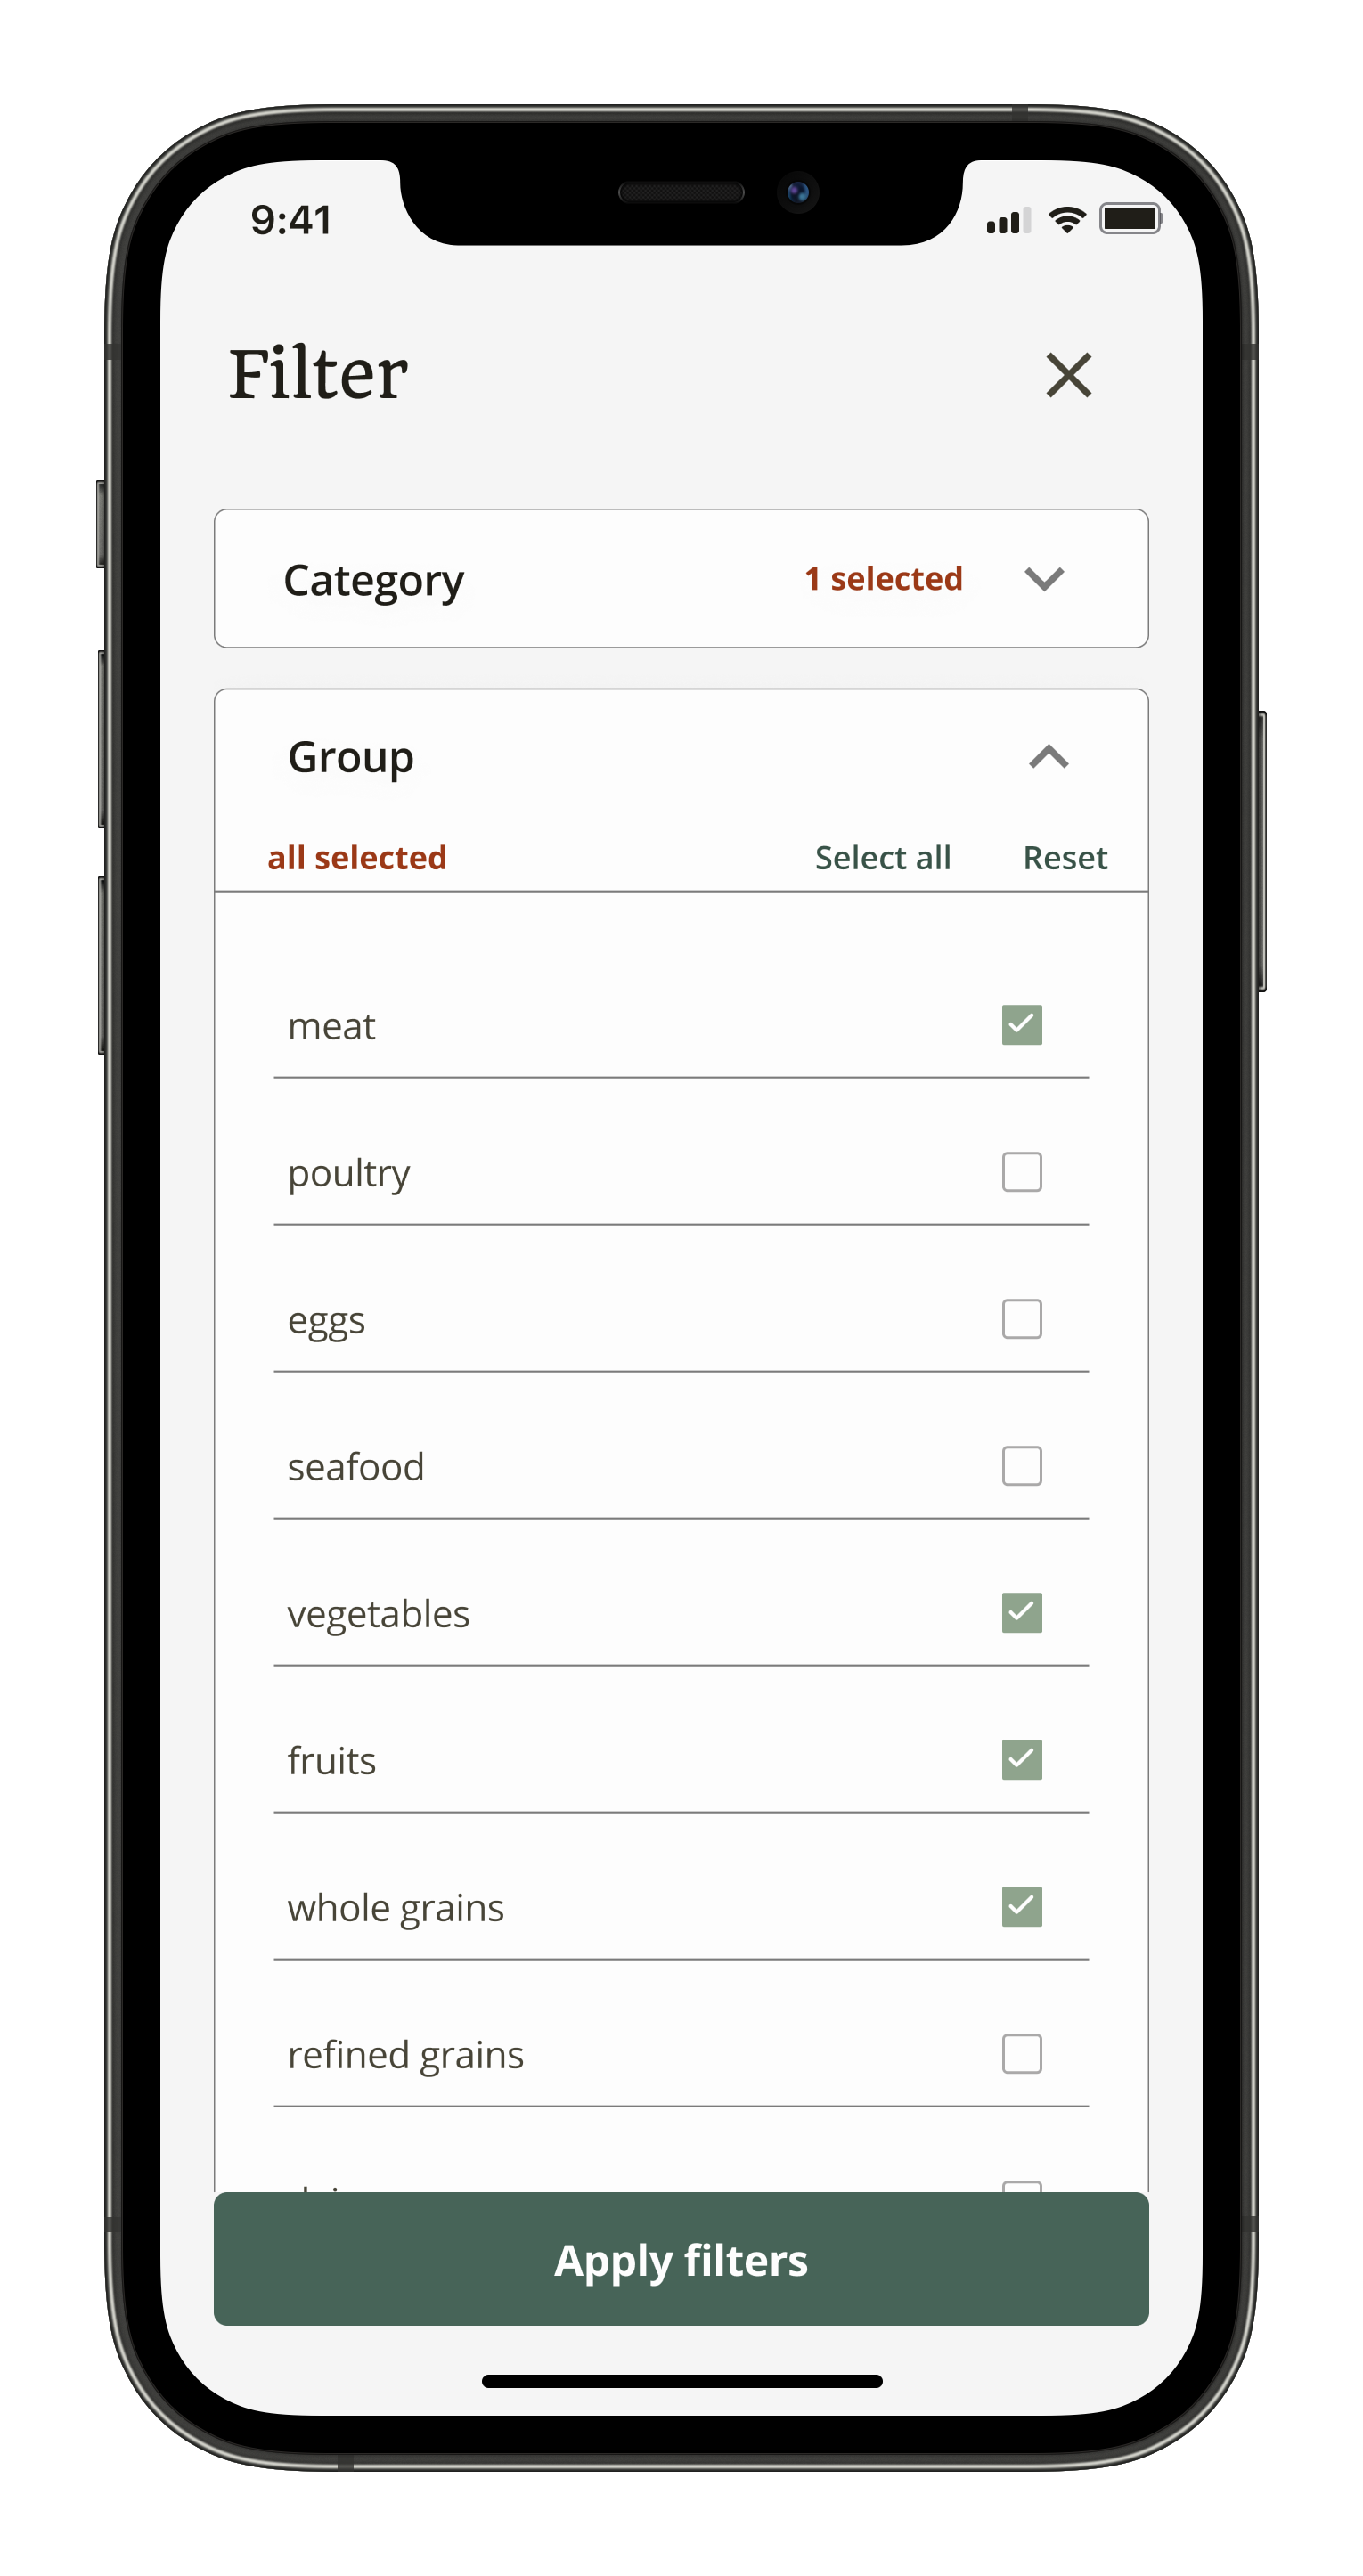 9:41
Filter
Category 1 selected
Group
all selected Select all Reset
meat
poultry
eggs
seafood
vegetables
fruits
whole grains
refined grains
Apply filters